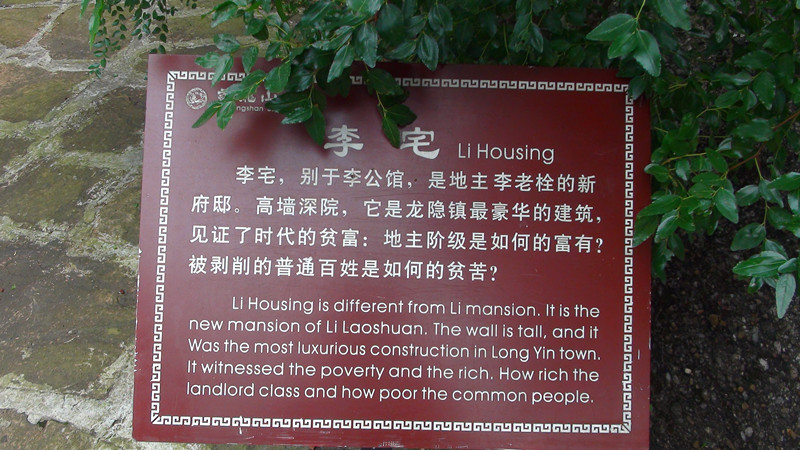 山
ngshan
李宅 Li Housing
李宅，别于李公馆，是地主李老栓的新
府邸。高墙深院，它是龙隐镇最豪华的建筑，
见证了时代的贫富：地主阶级是如何的富有？
被剥削的普通百姓是如何的贫苦？
Li Housing is different from Li mansion. It is the
new mansion of Li Laoshuan. The wall is tall, and it
Was the most luxurious construction in Long Yin town.
It witnessed the poverty and the rich. How rich the
landlord class and how poor the common people.